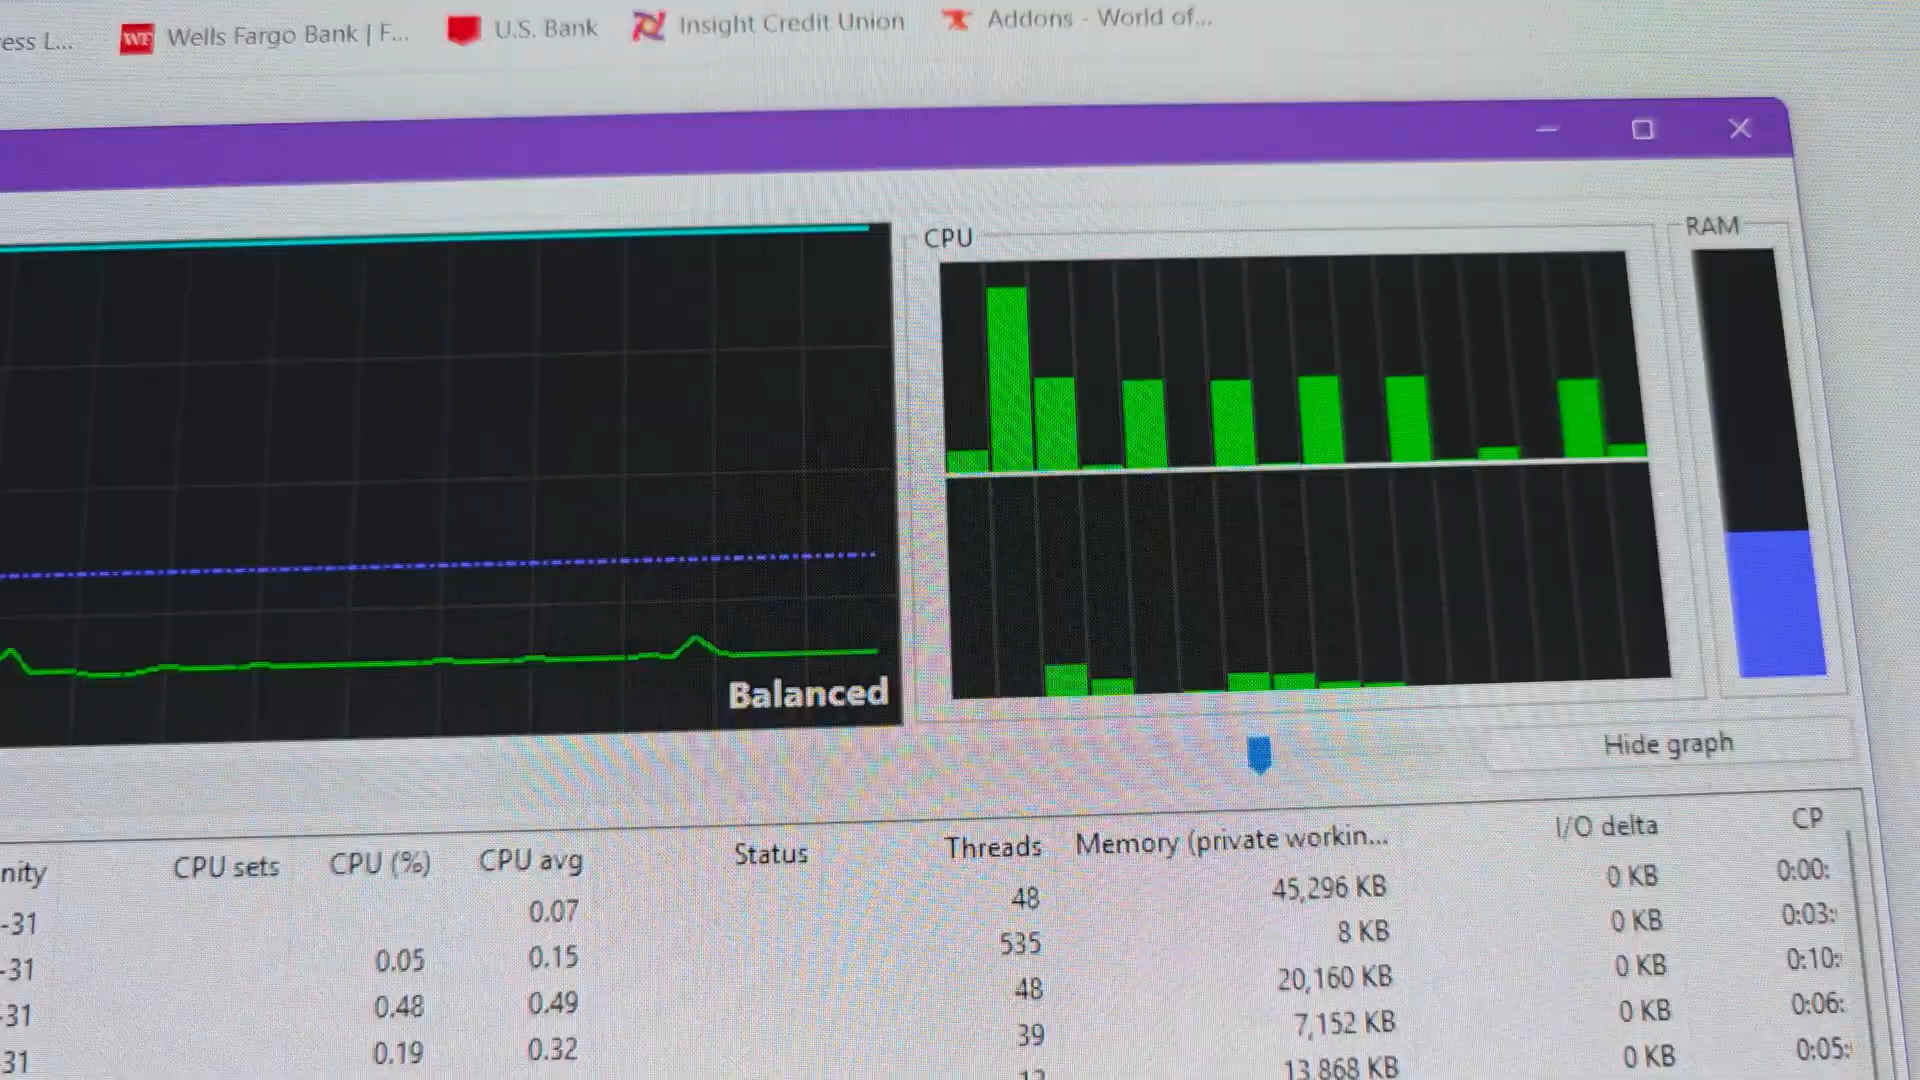 ess L... Wells Fargo Bank | F... U.S. Bank Insight Credit Union Addons - World of...
CPU RAM
Balanced
Hide graph
nity CPU sets CPU (%) CPU avg Status Threads Memory (private workin... I/O delta CP
-31 0.07 48 45,296 KB 0 KB 0:00:
-31 0.05 0.15 535 8 KB 0 KB 0:03:
-31 0.48 0.49 48 20,160 KB 0 KB 0:10:
31 0.19 0.32 39 7,152 KB 0 KB 0:06:
13,868 KB 0 KB 0:05: